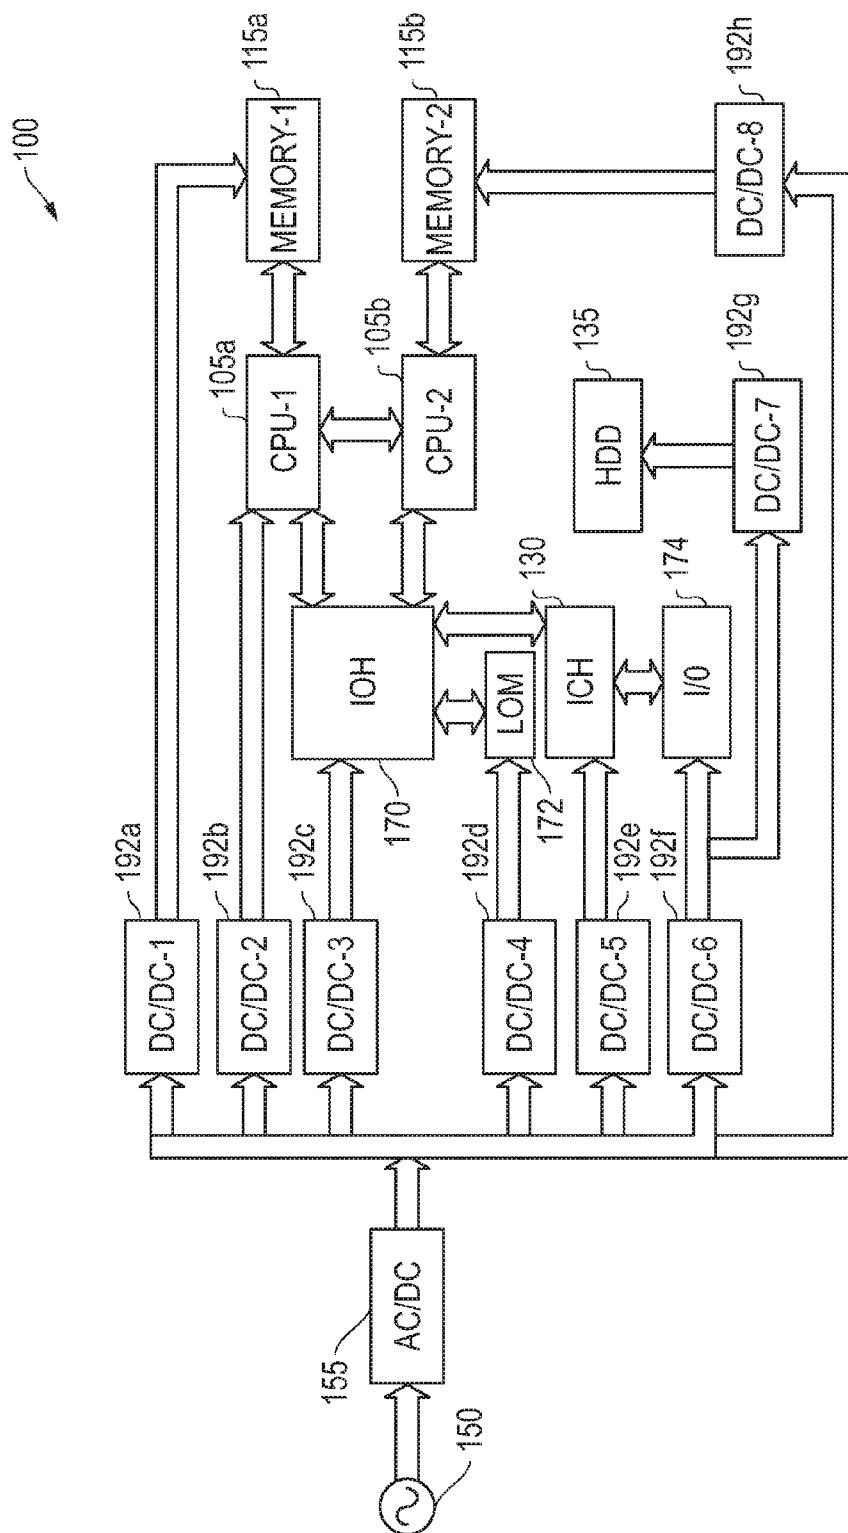 100
DC/DC-1
192a
MEMORY-1
115a
DC/DC-2
192b
CPU-1
105a
DC/DC-3
192c
IOH
170
CPU-2
105b
MEMORY-2
115b
150
AC/DC
155
DC/DC-4
192d
LOM
172
DC/DC-5
192e
ICH
130
HDD
135
DC/DC-6
192f
I/0
174
DC/DC-7
192g
DC/DC-8
192h